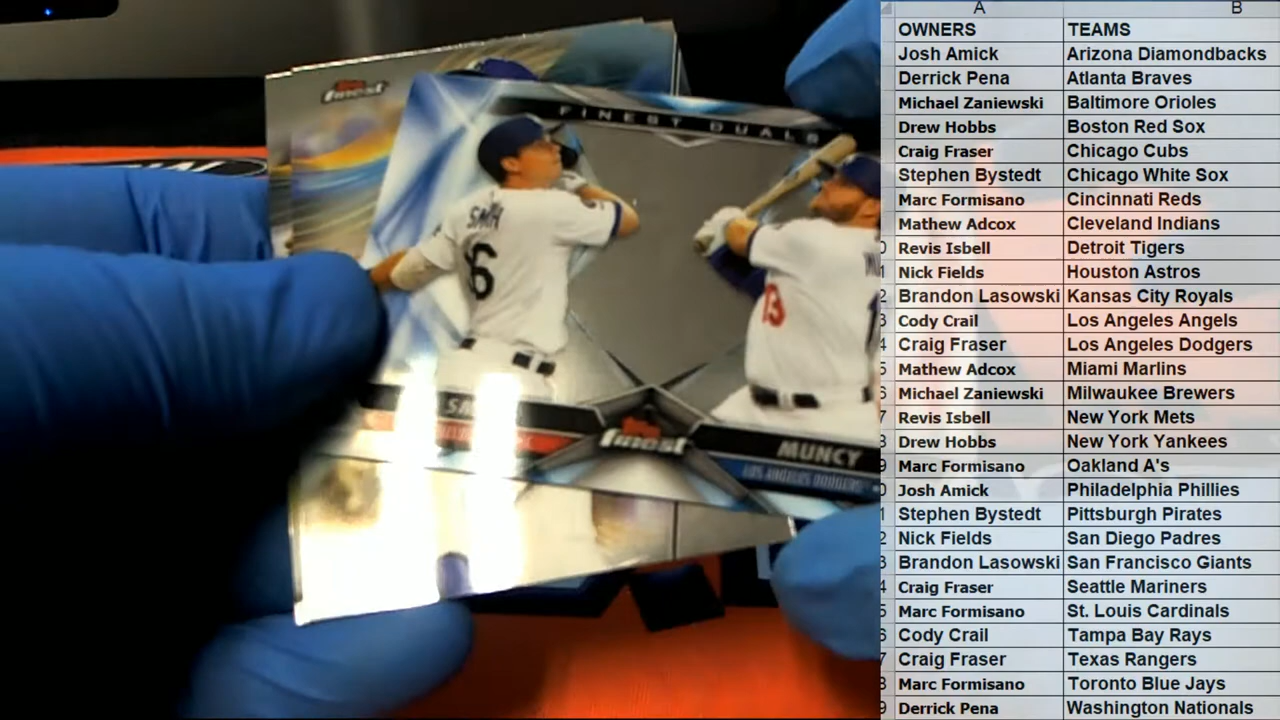 A B
OWNERS TEAMS
Josh Amick Arizona Diamondbacks
Derrick Pena Atlanta Braves
Michael Zaniewski Baltimore Orioles
Drew Hobbs Boston Red Sox
Craig Fraser Chicago Cubs
Stephen Bystedt Chicago White Sox
Marc Formisano Cincinnati Reds
Mathew Adcox Cleveland Indians
Revis Isbell Detroit Tigers
Nick Fields Houston Astros
Brandon Lasowski Kansas City Royals
Cody Crail Los Angeles Angels
Craig Fraser Los Angeles Dodgers
Mathew Adcox Miami Marlins
Michael Zaniewski Milwaukee Brewers
Revis Isbell New York Mets
Drew Hobbs New York Yankees
Marc Formisano Oakland A's
Josh Amick Philadelphia Phillies
Stephen Bystedt Pittsburgh Pirates
Nick Fields San Diego Padres
Brandon Lasowski San Francisco Giants
Craig Fraser Seattle Mariners
Marc Formisano St. Louis Cardinals
Cody Crail Tampa Bay Rays
Craig Fraser Texas Rangers
Marc Formisano Toronto Blue Jays
Derrick Pena Washington Nationals
finest
FINEST DUALS
SMITH
6
13
finest
MUNCY
LOS ANGELES DODGERS